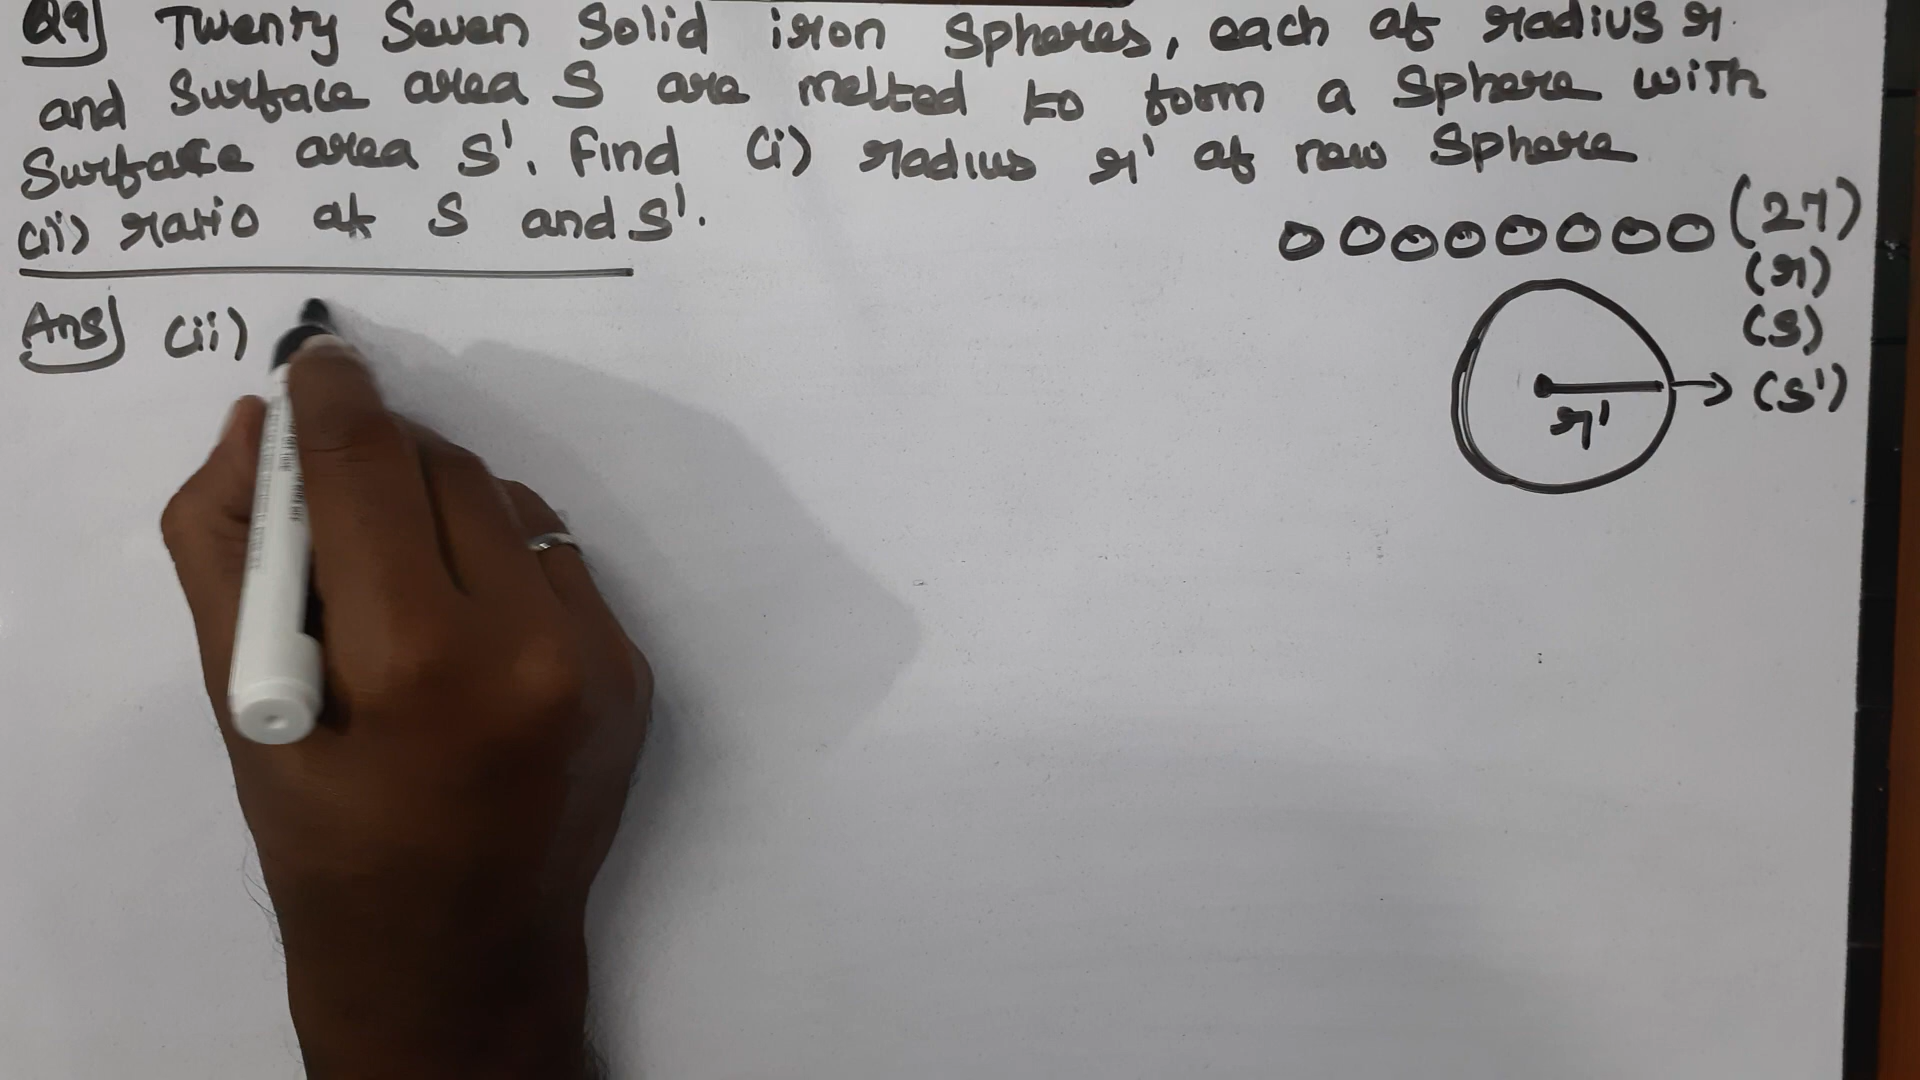 Q9) Twenty Seven Solid iron Spheres, each of radius r
and Surface area S are melted to form a Sphere with
Surface area S'. Find (i) radius r' of new Sphere
(ii) ratio of S and S'.
(27)
(r)
(S)
(S')
r'
Ans) (ii)